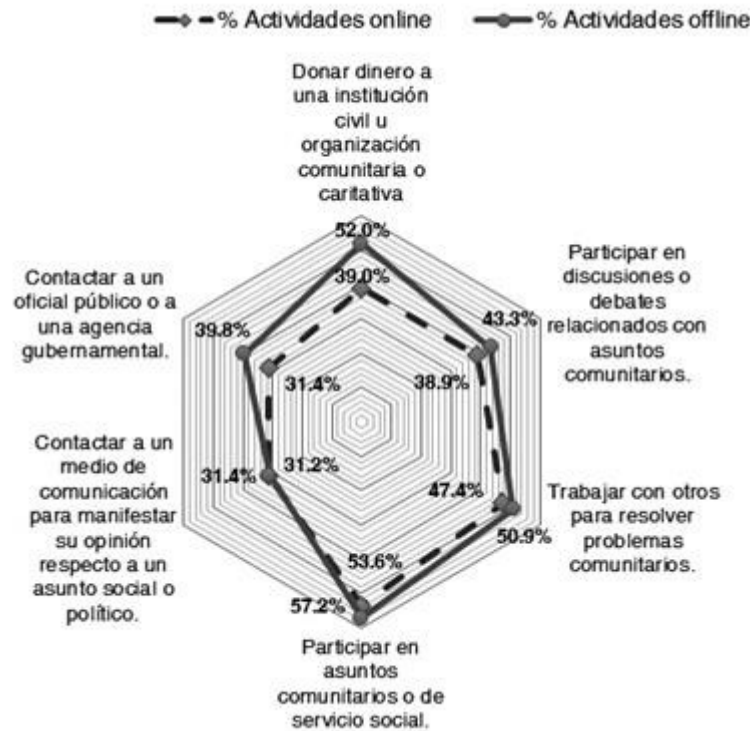 % Actividades online
% Actividades offline
Donar dinero a
una institución
civil u
organización
comunitaria o
caritativa
52.0%
39.0%
Participar en
discusiones o
debates
relacionados con
asuntos
comunitarios.
43.3%
38.9%
Trabajar con otros
para resolver
problemas
comunitarios.
47.4%
50.9%
53.6%
57.2%
Participar en
asuntos
comunitarios o de
servicio social.
Contactar a un
medio de
comunicación
para manifestar
su opinión
respecto a un
asunto social o
político.
31.4%
31.2%
Contactar a un
oficial público o a
una agencia
gubernamental.
39.8%
31.4%